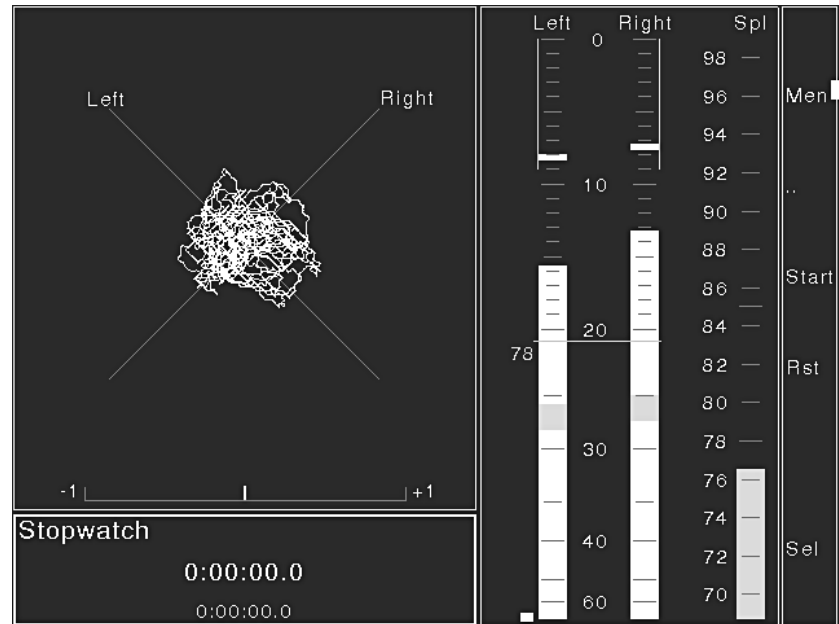 Left
Right
-1
+1
Stopwatch
0:00:00.0
0:00:00.0
Left
Right
Spl
0
10
20
30
40
60
78
98
96
94
92
90
88
86
84
82
80
78
76
74
72
70
Men
..
Start
Rst
Sel